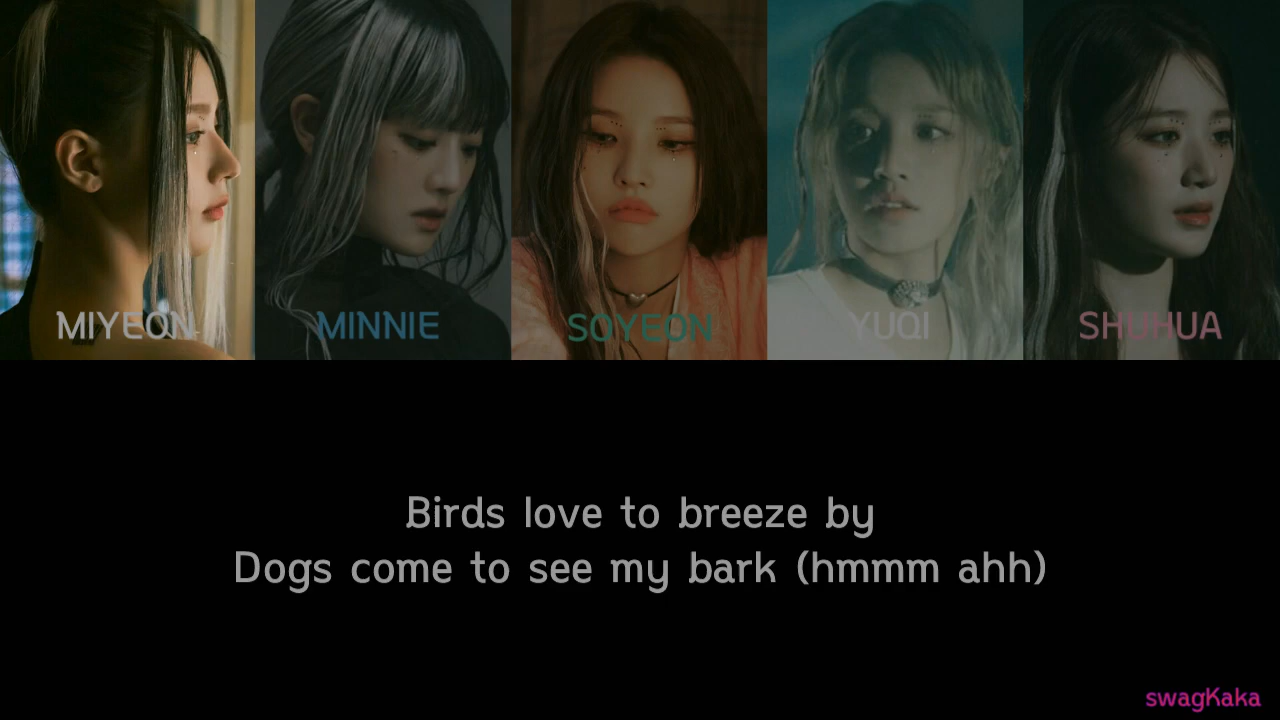 MIYEON
MINNIE
SOYEON
YUQI
SHUHUA
Birds love to breeze by
Dogs come to see my bark (hmmm ahh)
swagKaka